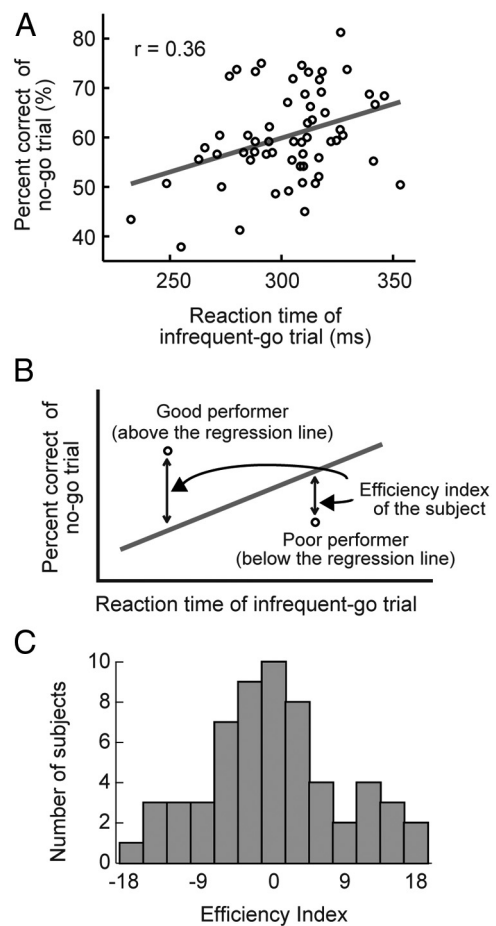 A
r = 0.36
Percent correct of
no-go trial (%)
80
70
60
50
40
250
300
350
Reaction time of
infrequent-go trial (ms)
B
Percent correct of
no-go trial
Good performer
(above the regression line)
Efficiency index
of the subject
Poor performer
(below the regression line)
Reaction time of infrequent-go trial
C
Number of subjects
10
8
6
4
2
0
-18
-9
0
9
18
Efficiency Index